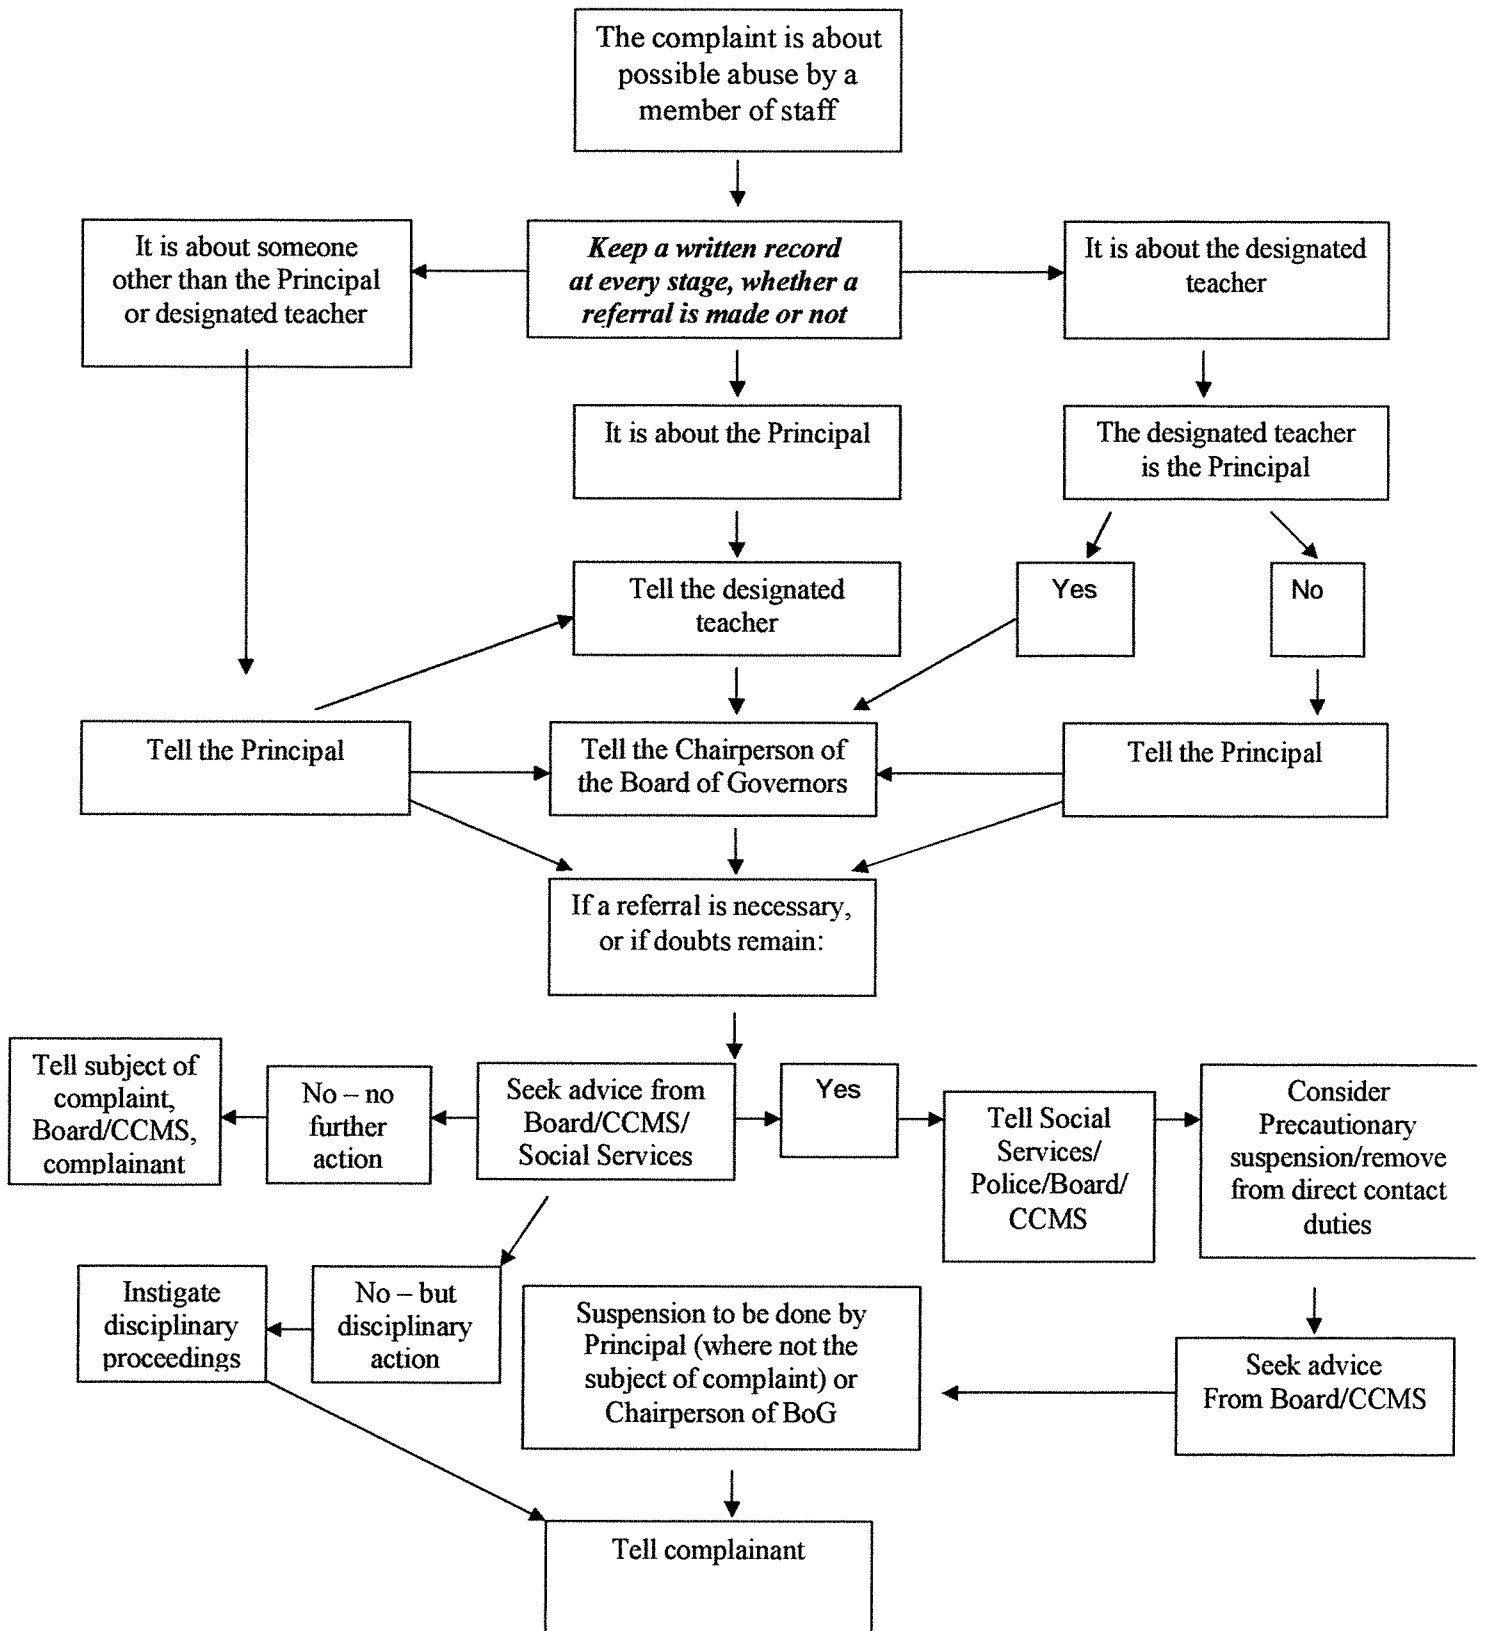 The complaint is about
possible abuse by a
member of staff
It is about someone
other than the Principal
or designated teacher
Keep a written record
at every stage, whether a
referral is made or not
It is about the designated
teacher
It is about the Principal
The designated teacher
is the Principal
Tell the designated
teacher
Yes
No
Tell the Principal
Tell the Chairperson of
the Board of Governors
Tell the Principal
If a referral is necessary,
or if doubts remain:
Tell subject of
complaint,
Board/CCMS,
complainant
No – no
further
action
Seek advice from
Board/CCMS/
Social Services
Yes
Tell Social
Services/
Police/Board/
CCMS
Consider
Precautionary
suspension/remove
from direct contact
duties
Instigate
disciplinary
proceedings
No – but
disciplinary
action
Suspension to be done by
Principal (where not the
subject of complaint) or
Chairperson of BoG
Seek advice
From Board/CCMS
Tell complainant